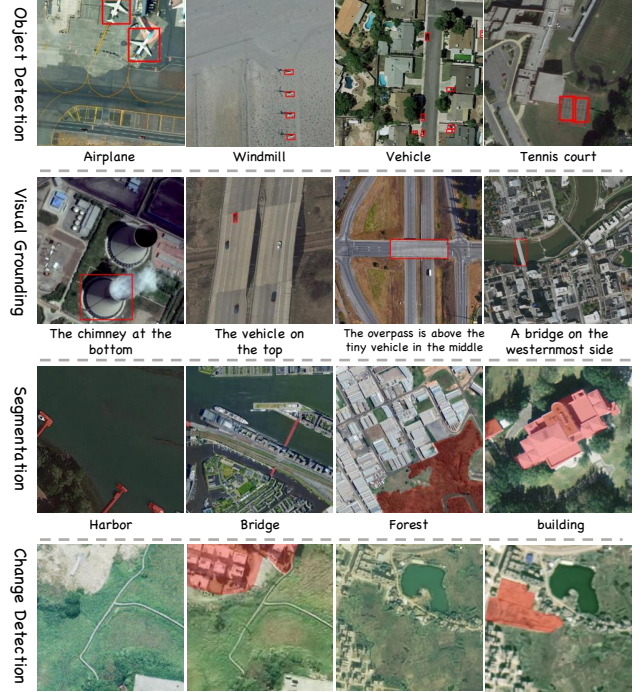 Object Detection
Airplane
Windmill
Vehicle
Tennis court
Visual Grounding
The chimney at the
bottom
The vehicle on
the top
The overpass is above the
tiny vehicle in the middle
A bridge on the
westernmost side
Segmentation
Harbor
Bridge
Forest
building
Change Detection